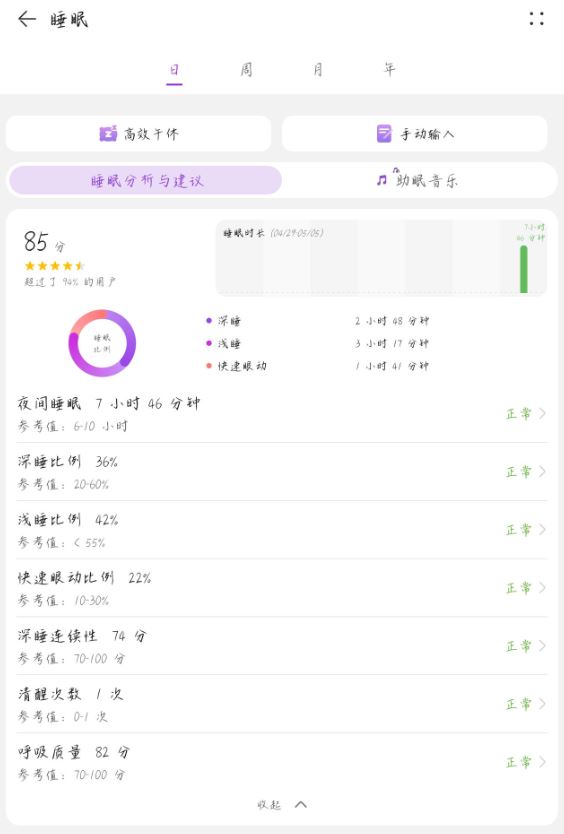 睡眠
日 周 月 年
高效午休 手动输入
睡眠分析与建议 助眠音乐
85 分
超过了 94% 的用户
睡眠时长 (04/29-05/05)
7小时
46 分钟
睡眠
比例
深睡 2 小时 48 分钟
浅睡 3 小时 17 分钟
快速眼动 1 小时 41 分钟
夜间睡眠 7 小时 46 分钟
参考值：6-10 小时
正常
深睡比例 36%
参考值：20-60%
正常
浅睡比例 42%
参考值：< 55%
正常
快速眼动比例 22%
参考值：10-30%
正常
深睡连续性 74 分
参考值：70-100 分
正常
清醒次数 1 次
参考值：0-1 次
正常
呼吸质量 82 分
参考值：70-100 分
正常
收起